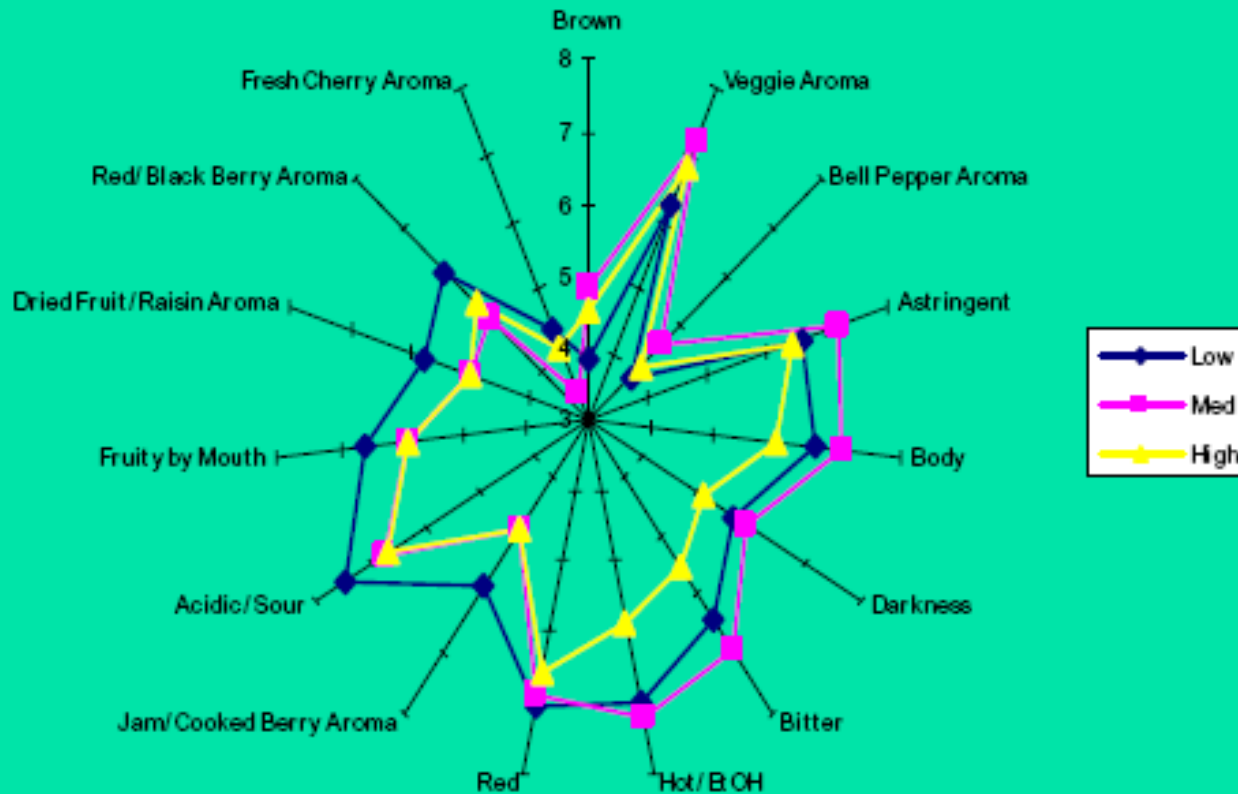 Brown
8
Fresh Cherry Aroma
Veggie Aroma
7
Red/ Black Berry Aroma
Bell Pepper Aroma
6
5
Dried Fruit / Raisin Aroma
Astringent
4
Low
Med
High
3
Fruity by Mouth
Body
Acidic/ Sour
Darkness
Jam/ Cooked Berry Aroma
Bitter
Red
Hot/ EtOH